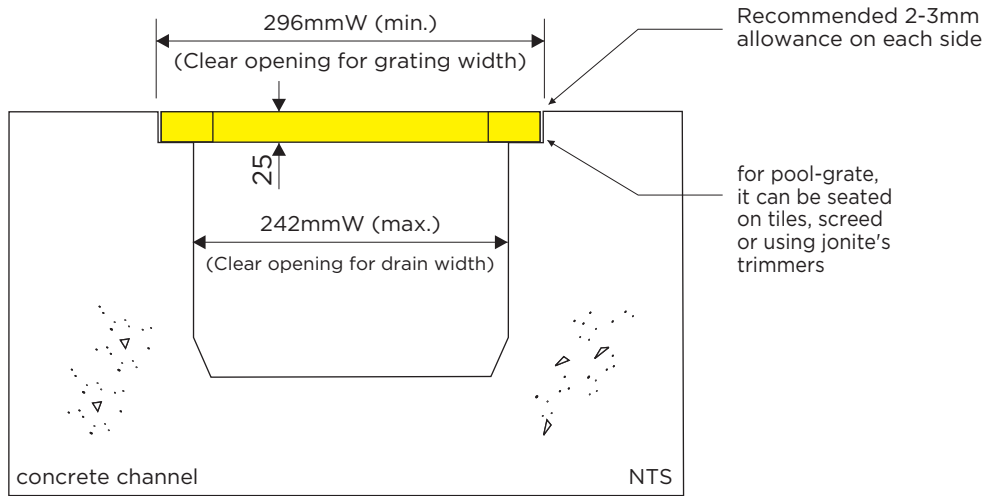 296mmW (min.)
(Clear opening for grating width)
Recommended 2-3mm
allowance on each side
25
for pool-grate,
it can be seated
on tiles, screed
or using jonite's
trimmers
242mmW (max.)
(Clear opening for drain width)
concrete channel
NTS